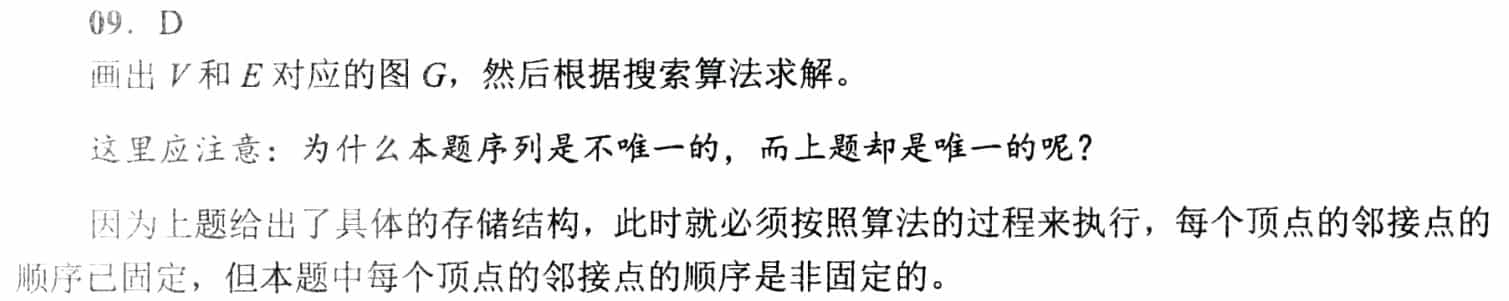 09. D
画出 V 和 E 对应的图 G，然后根据搜索算法求解。
这里应注意：为什么本题序列是不唯一的，而上题却是唯一的呢？
因为上题给出了具体的存储结构，此时就必须按照算法的过程来执行，每个顶点的邻接点的
顺序已固定，但本题中每个顶点的邻接点的顺序是非固定的。